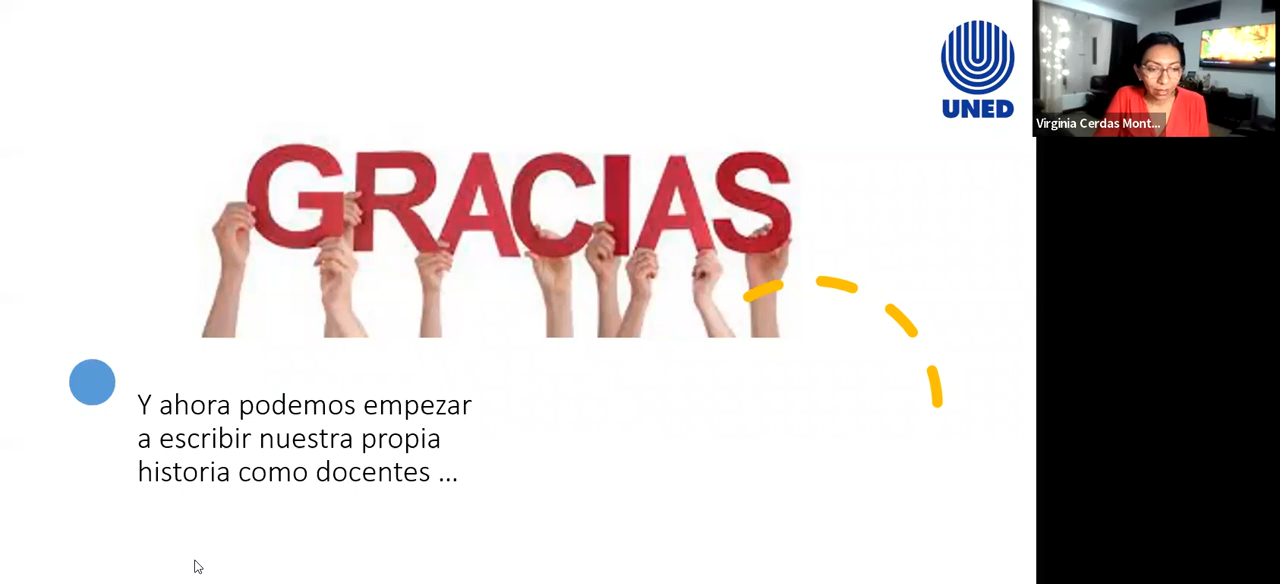 UNED
GRACIAS
Virginia Cerdas Mont...
Y ahora podemos empezar
a escribir nuestra propia
historia como docentes ...